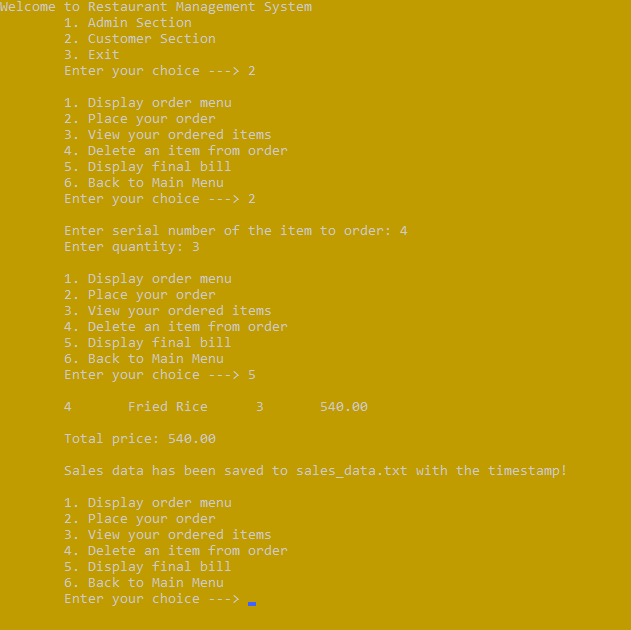 Welcome to Restaurant Management System
1. Admin Section
2. Customer Section
3. Exit
Enter your choice ---> 2
1. Display order menu
2. Place your order
3. View your ordered items
4. Delete an item from order
5. Display final bill
6. Back to Main Menu
Enter your choice ---> 2
Enter serial number of the item to order: 4
Enter quantity: 3
1. Display order menu
2. Place your order
3. View your ordered items
4. Delete an item from order
5. Display final bill
6. Back to Main Menu
Enter your choice ---> 5
4 Fried Rice 3 540.00
Total price: 540.00
Sales data has been saved to sales_data.txt with the timestamp!
1. Display order menu
2. Place your order
3. View your ordered items
4. Delete an item from order
5. Display final bill
6. Back to Main Menu
Enter your choice --->